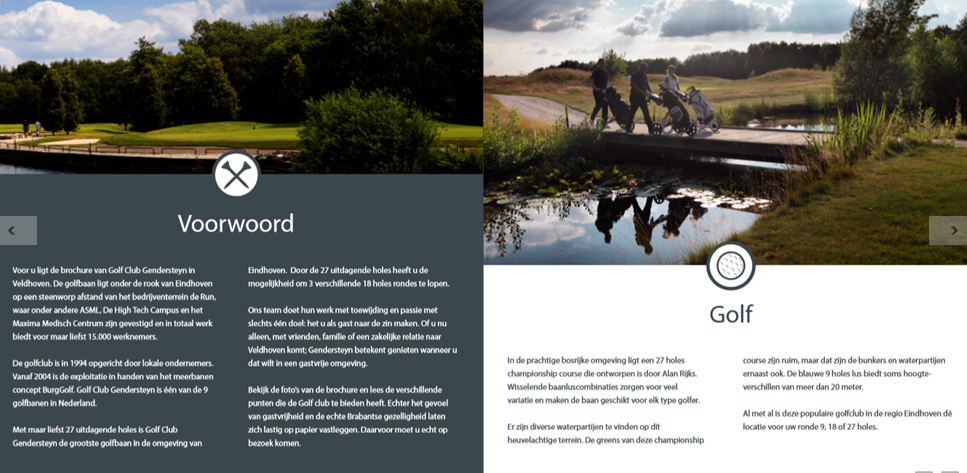 Voorwoord
Voor u ligt de brochure van Golf Club Gendersteyn in
Veldhoven. De golfbaan ligt onder de rook van Eindhoven
op een steenworp afstand van het bedrijventerrein de Run,
waar onder andere ASML, De High Tech Campus en het
Maxima Medisch Centrum zijn gevestigd en in totaal werk
biedt voor maar liefst 15.000 werknemers.
De golfclub is in 1994 opgericht door lokale ondernemers.
Vanaf 2004 is de exploitatie in handen van het meerbanen
concept BurgGolf. Golf Club Gendersteyn is één van de 9
golfbanen in Nederland.
Met maar liefst 27 uitdagende holes is Golf Club
Gendersteyn de grootste golfbaan in de omgeving van
Eindhoven. Door de 27 uitdagende holes heeft u de
mogelijkheid om 3 verschillende 18 holes rondes te lopen.
Ons team doet hun werk met toewijding en passie met
slechts één doel: het u als gast naar de zin maken. Of u nu
alleen, met vrienden, familie of een zakelijke relatie naar
Veldhoven komt; Gendersteyn betekent genieten wanneer u
dat wilt in een gastvrije omgeving.
Bekijk de foto's van de brochure en lees de verschillende
punten die de Golf club te bieden heeft. Echter het gevoel
van gastvrijheid en de echte Brabantse gezelligheid laten
zich lastig op papier vastleggen. Daarvoor moet u echt op
bezoek komen.
Golf
In de prachtige bosrijke omgeving ligt een 27 holes
championship course die ontworpen is door Alan Rijks.
Wisselende baanluscombinaties zorgen voor veel
variatie en maken de baan geschikt voor elk type golfer.
Er zijn diverse waterpartijen te vinden op dit
heuvelachtige terrein. De greens van deze championship
course zijn ruim, maar dat zijn de bunkers en waterpartijen
ernaast ook. De blauwe 9 holes lus biedt soms hoogte-
verschillen van meer dan 20 meter.
Al met al is deze populaire golfclub in de regio Eindhoven dé
locatie voor uw ronde 9, 18 of 27 holes.